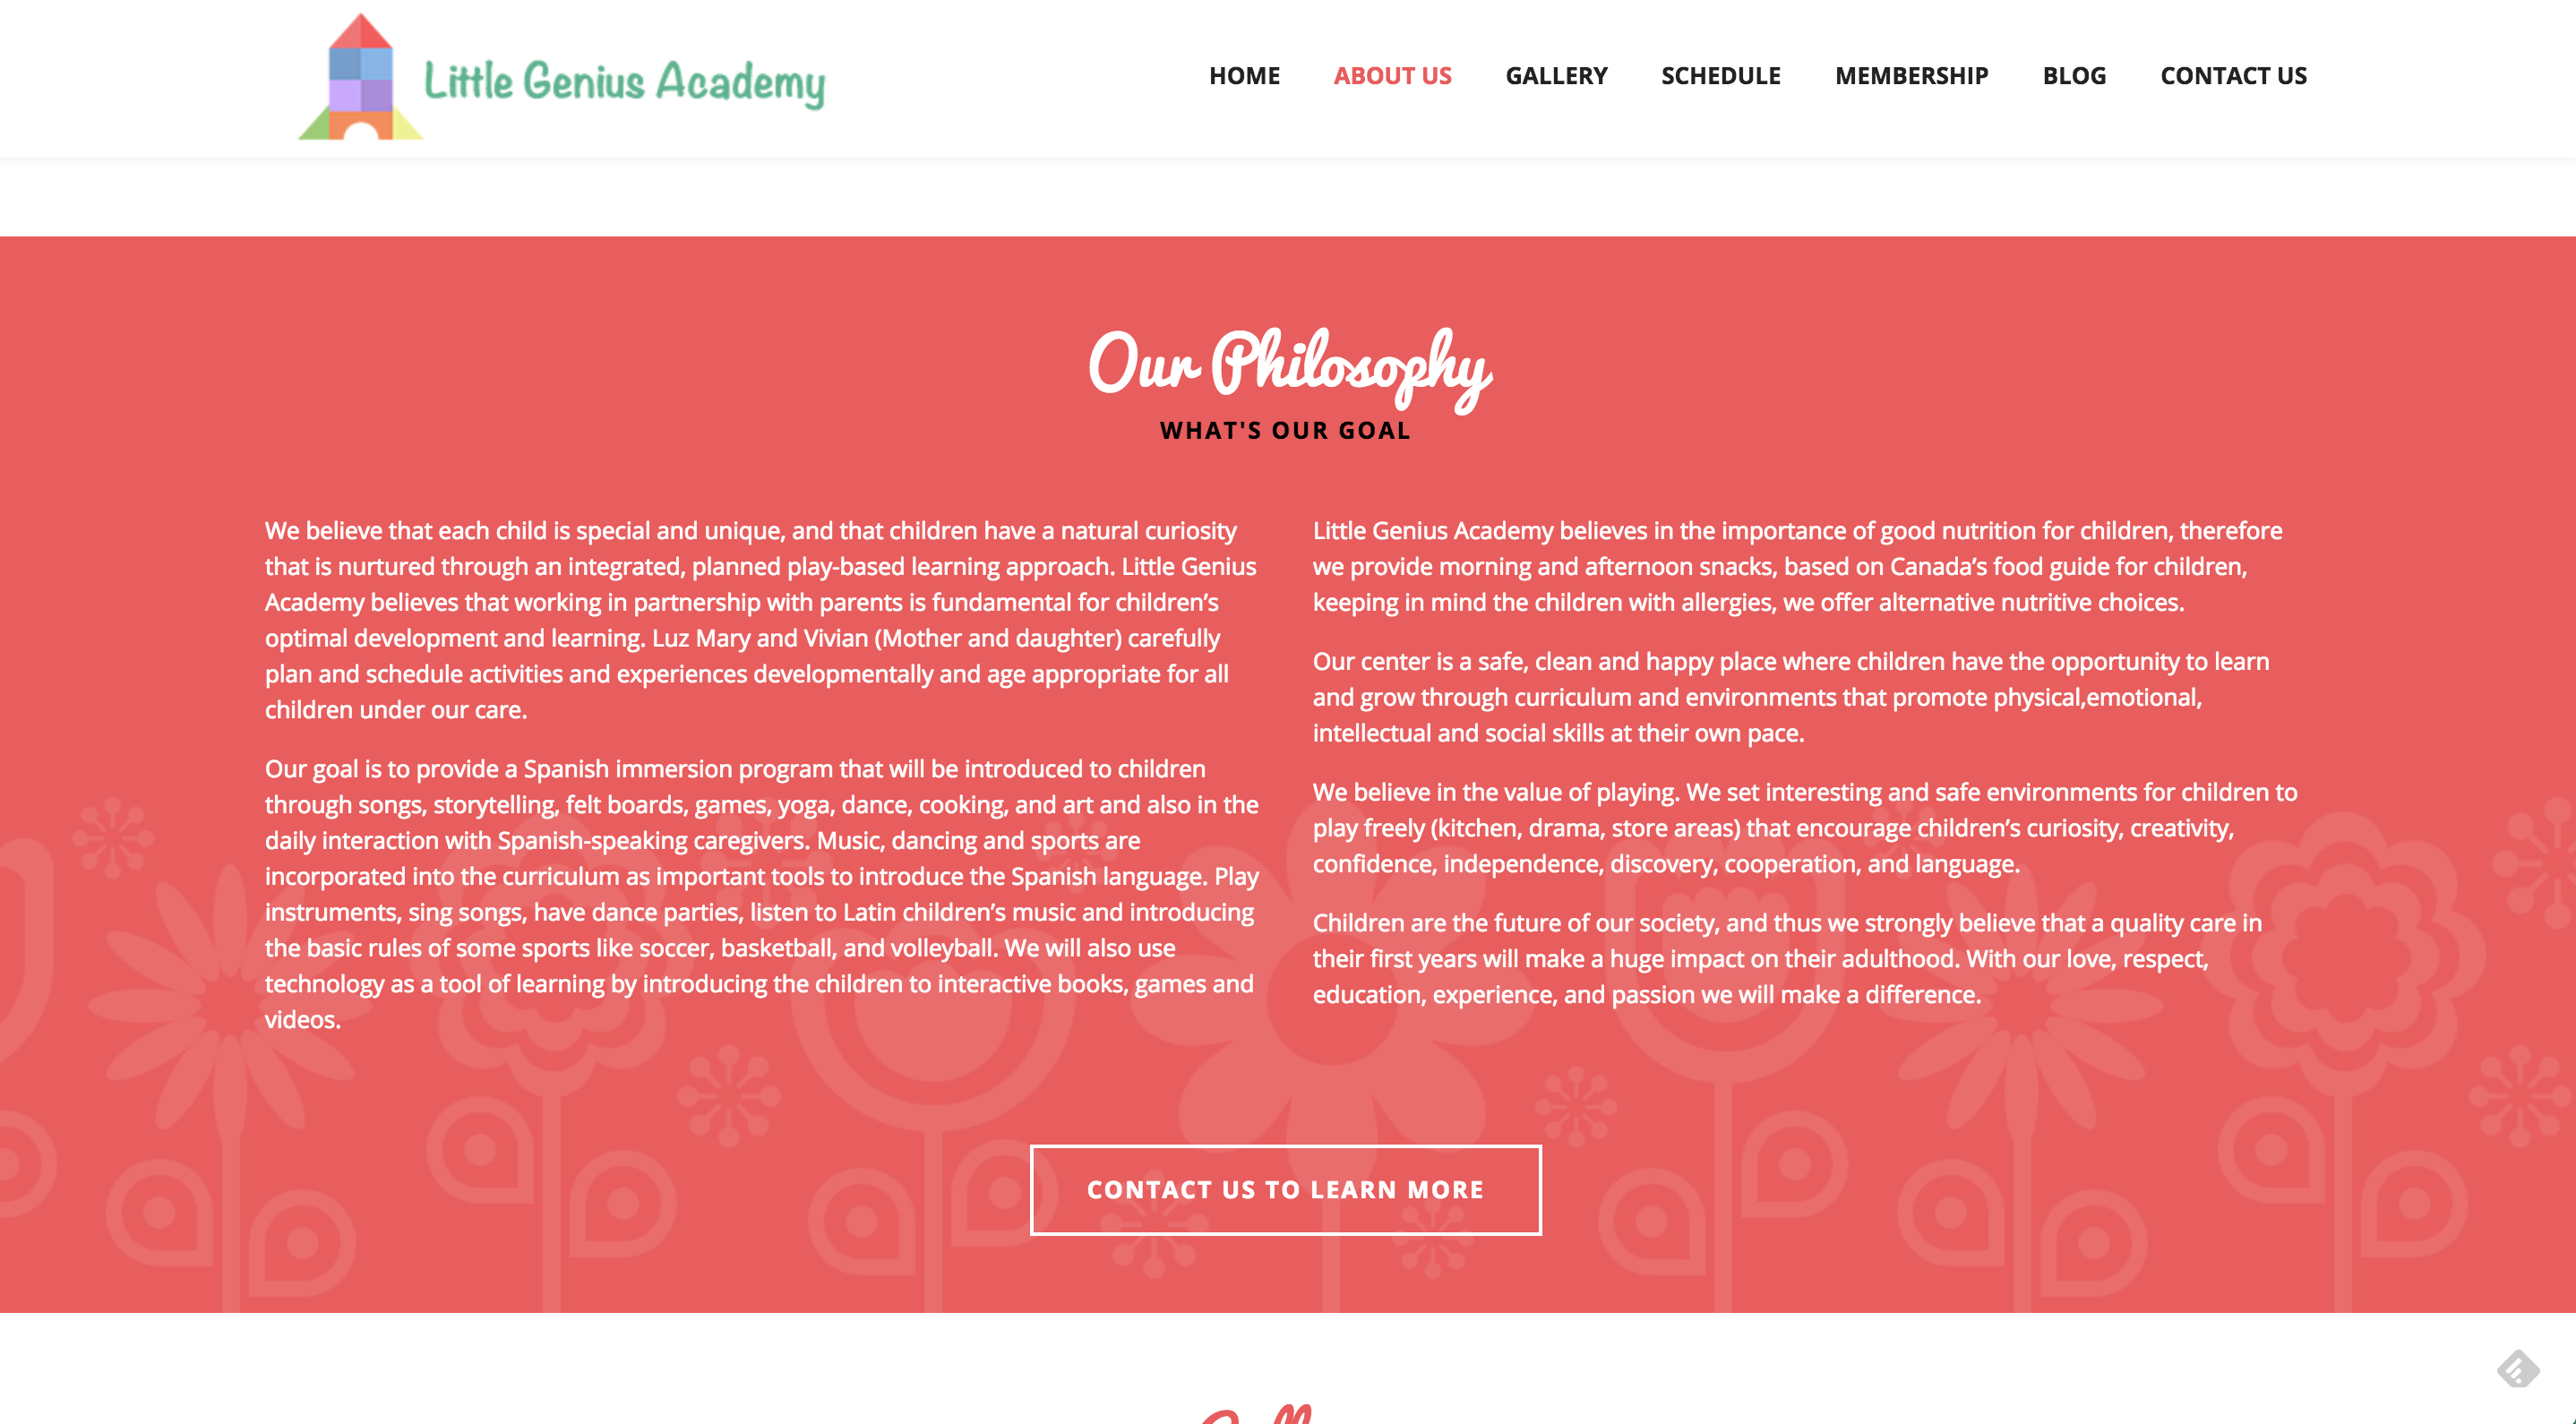 Little Genius Academy
HOME ABOUT US GALLERY SCHEDULE MEMBERSHIP BLOG CONTACT US
Our Philosophy
WHAT'S OUR GOAL
We believe that each child is special and unique, and that children have a natural curiosity
that is nurtured through an integrated, planned play-based learning approach. Little Genius
Academy believes that working in partnership with parents is fundamental for children’s
optimal development and learning. Luz Mary and Vivian (Mother and daughter) carefully
plan and schedule activities and experiences developmentally and age appropriate for all
children under our care.
Our goal is to provide a Spanish immersion program that will be introduced to children
through songs, storytelling, felt boards, games, yoga, dance, cooking, and art and also in the
daily interaction with Spanish-speaking caregivers. Music, dancing and sports are
incorporated into the curriculum as important tools to introduce the Spanish language. Play
instruments, sing songs, have dance parties, listen to Latin children’s music and introducing
the basic rules of some sports like soccer, basketball, and volleyball. We will also use
technology as a tool of learning by introducing the children to interactive books, games and
videos.
Little Genius Academy believes in the importance of good nutrition for children, therefore
we provide morning and afternoon snacks, based on Canada’s food guide for children,
keeping in mind the children with allergies, we offer alternative nutritive choices.
Our center is a safe, clean and happy place where children have the opportunity to learn
and grow through curriculum and environments that promote physical,emotional,
intellectual and social skills at their own pace.
We believe in the value of playing. We set interesting and safe environments for children to
play freely (kitchen, drama, store areas) that encourage children’s curiosity, creativity,
confidence, independence, discovery, cooperation, and language.
Children are the future of our society, and thus we strongly believe that a quality care in
their first years will make a huge impact on their adulthood. With our love, respect,
education, experience, and passion we will make a difference.
CONTACT US TO LEARN MORE